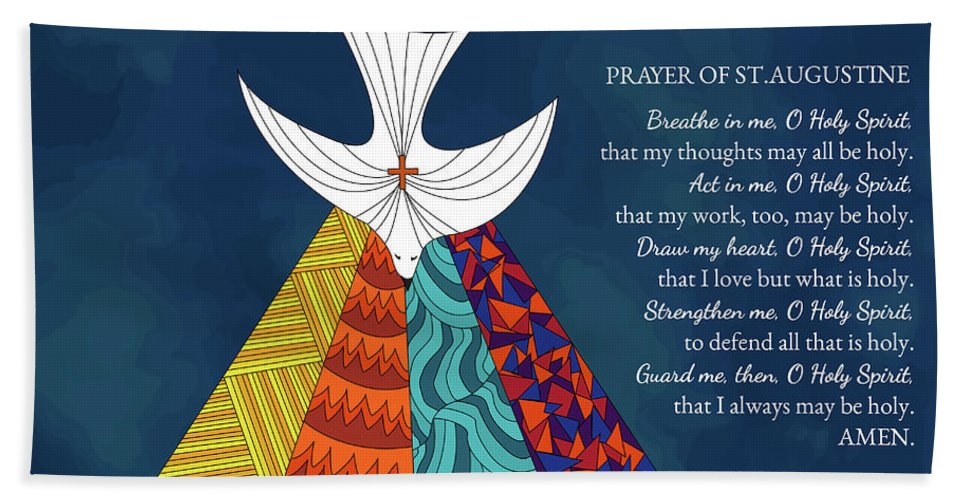 PRAYER OF ST.AUGUSTINE
Breathe in me, O Holy Spirit,
that my thoughts may all be holy.
Act in me, O Holy Spirit,
that my work, too, may be holy.
Draw my heart, O Holy Spirit,
that I love but what is holy.
Strengthen me, O Holy Spirit,
to defend all that is holy.
Guard me, then, O Holy Spirit,
that I always may be holy.
AMEN.